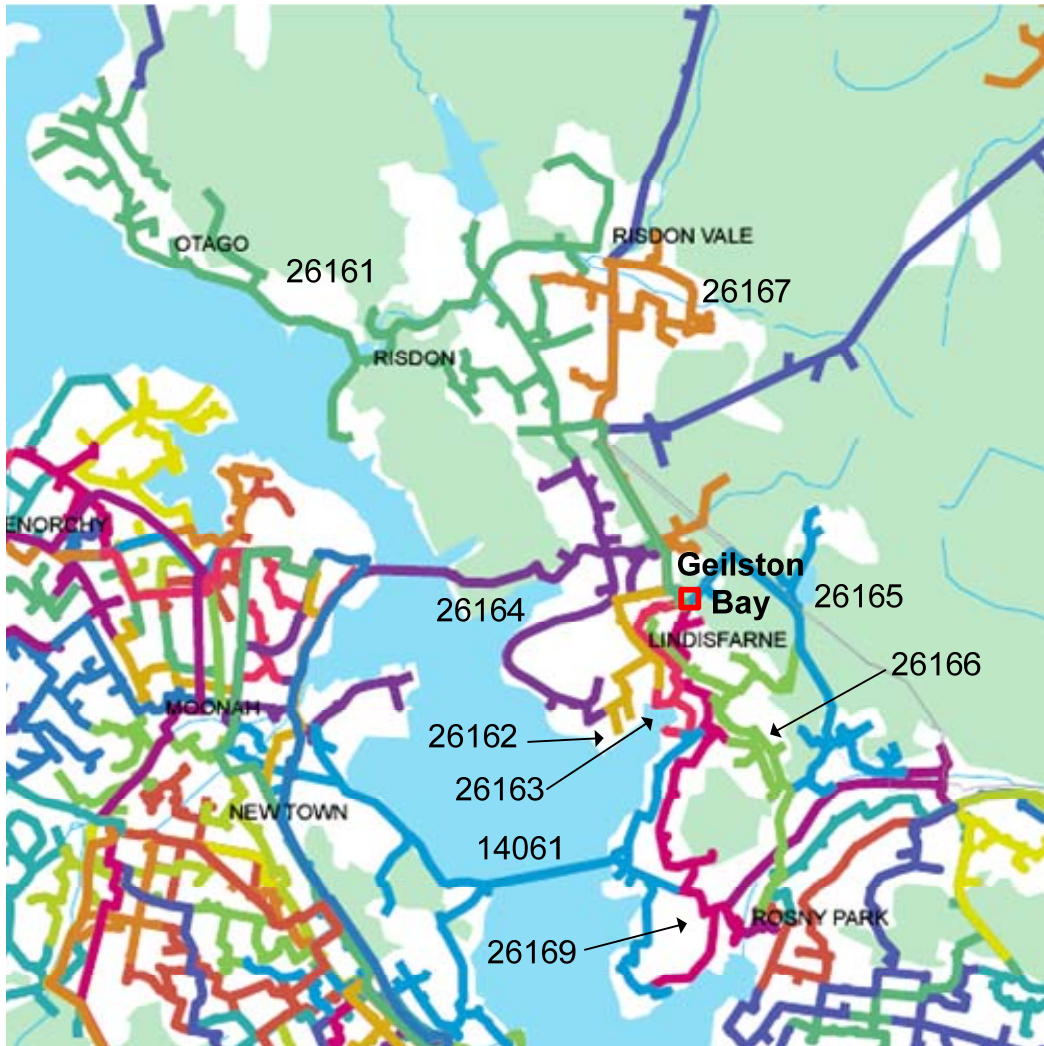 OTAGO
RISDON VALE
26161
26167
RISDON
ENORCHY
Geilston
Bay
26164
26165
LINDISFARNE
26166
MOONAH
26162
26163
NEW TOWN
14061
ROSNY PARK
26169